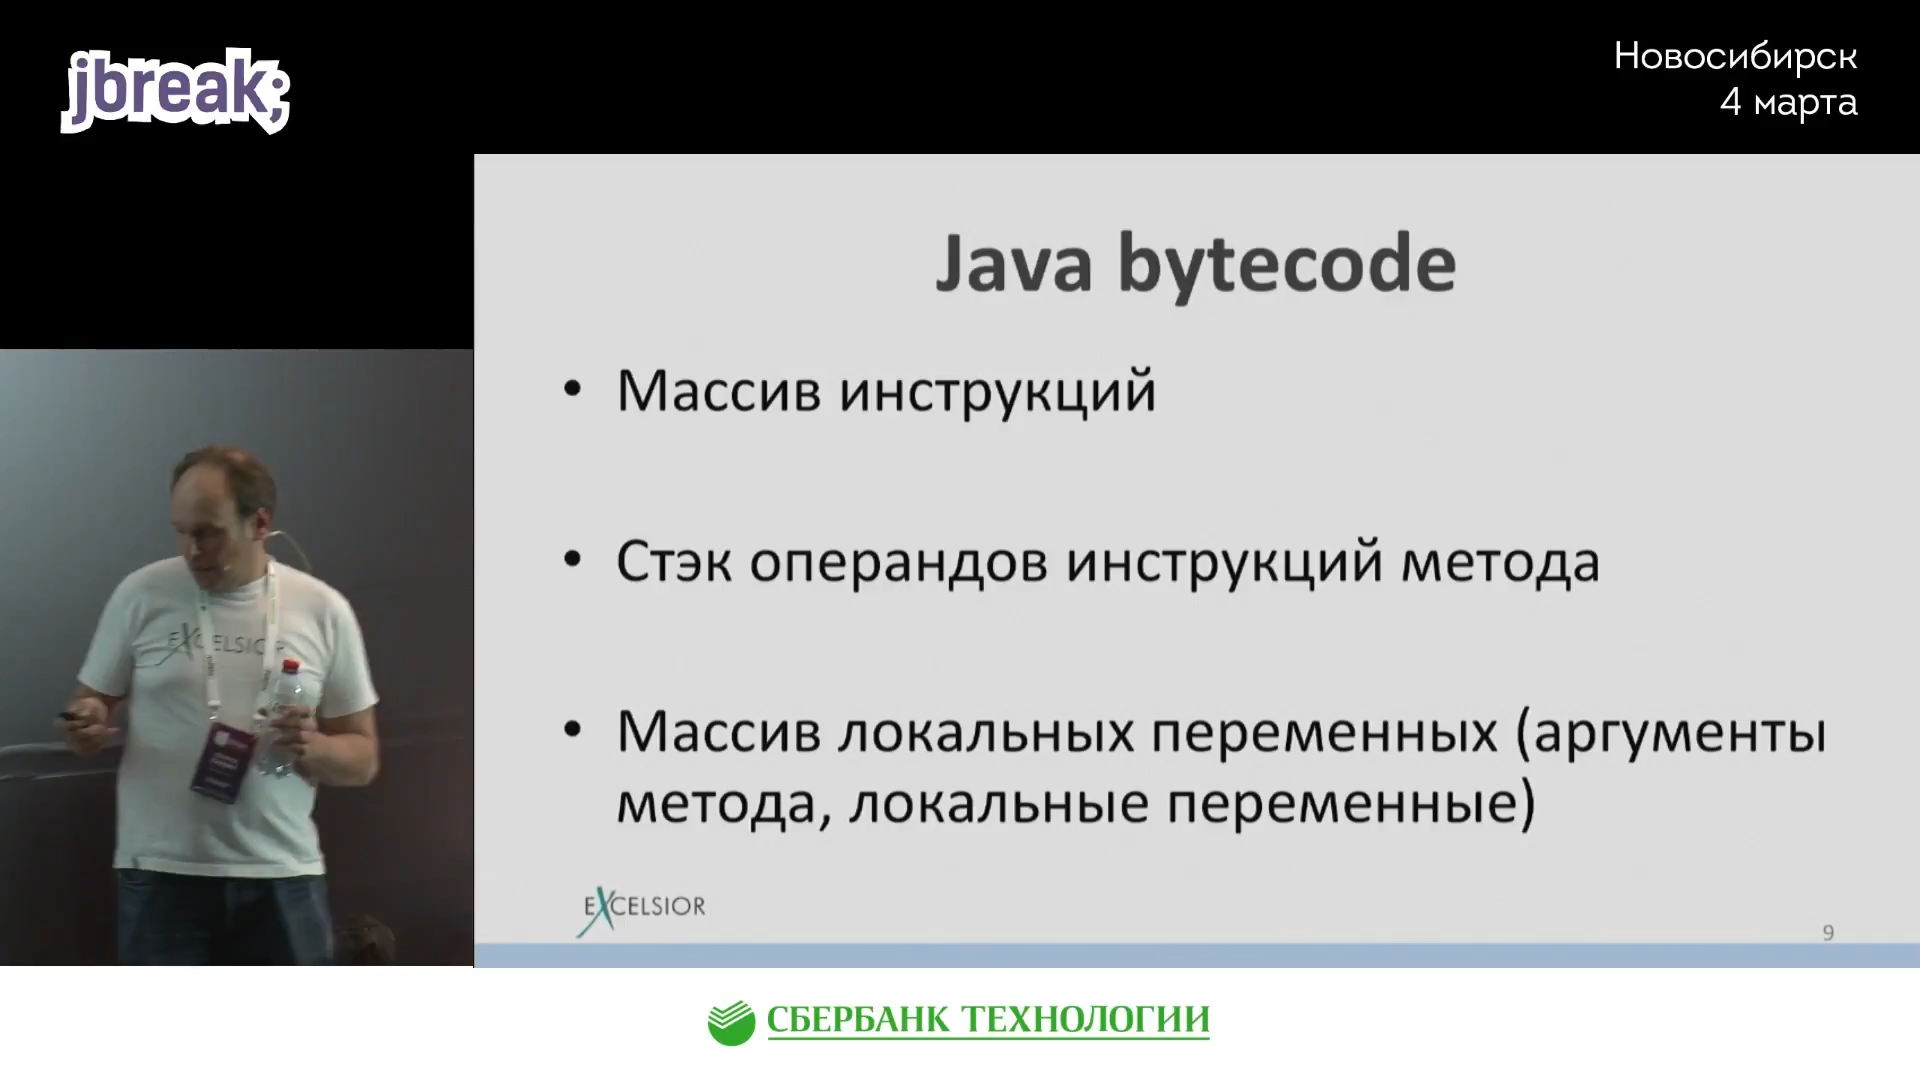 jbreak;
Новосибирск
4 марта
Java bytecode
• Массив инструкций
• Стэк операндов инструкций метода
• Массив локальных переменных (аргументы
метода, локальные переменные)
EXCELSIOR
EXCELSIOR
9
СБЕРБАНК ТЕХНОЛОГИИ